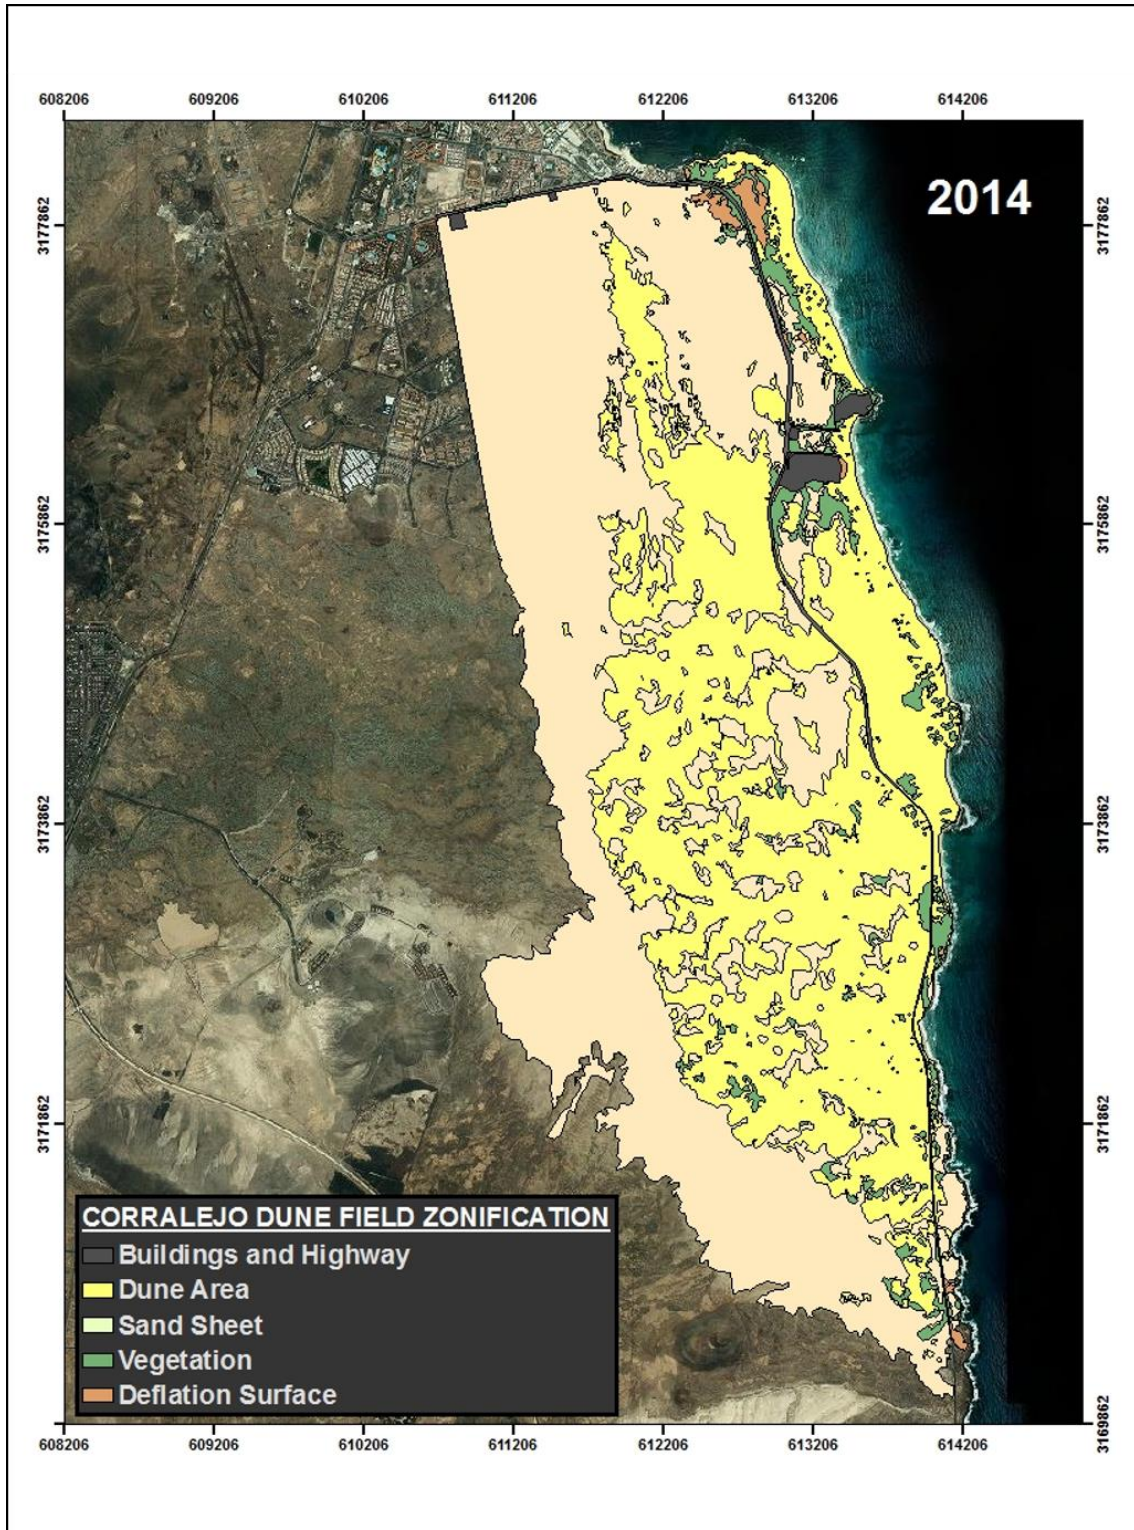 608206 609206 610206 611206 612206 613206 614206
2014
3177862 3177862
3175862 3175862
3173862 3173862
3171862 3171862
CORRALEJO DUNE FIELD ZONIFICATION
Buildings and Highway
Dune Area
Sand Sheet
Vegetation
Deflation Surface
3169862
608206 609206 610206 611206 612206 613206 614206